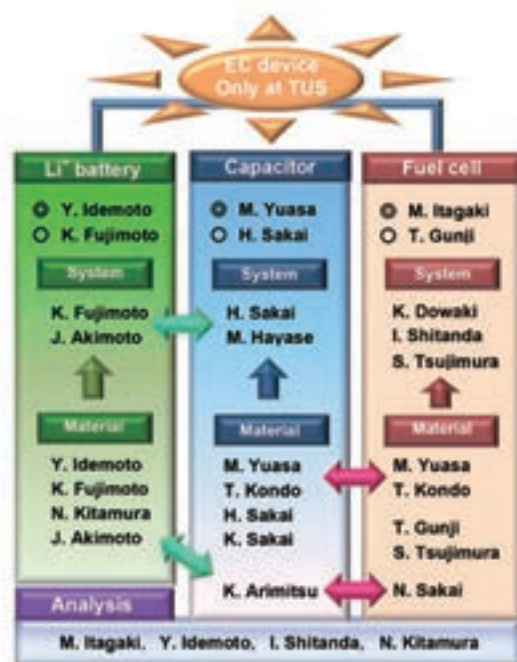 EC device
Only at TUS
Li⁺ battery
◎ Y. Idemoto
○ K. Fujimoto
System
K. Fujimoto
J. Akimoto
Material
Y. Idemoto
K. Fujimoto
N. Kitamura
J. Akimoto
Capacitor
◎ M. Yuasa
○ H. Sakai
System
H. Sakai
M. Hayase
Material
M. Yuasa
T. Kondo
H. Sakai
K. Sakai
K. Arimitsu
Fuel cell
◎ M. Itagaki
○ T. Gunji
System
K. Dowaki
I. Shitanda
S. Tsujimura
Material
M. Yuasa
T. Kondo
T. Gunji
S. Tsujimura
N. Sakai
Analysis
M. Itagaki, Y. Idemoto, I. Shitanda, N. Kitamura